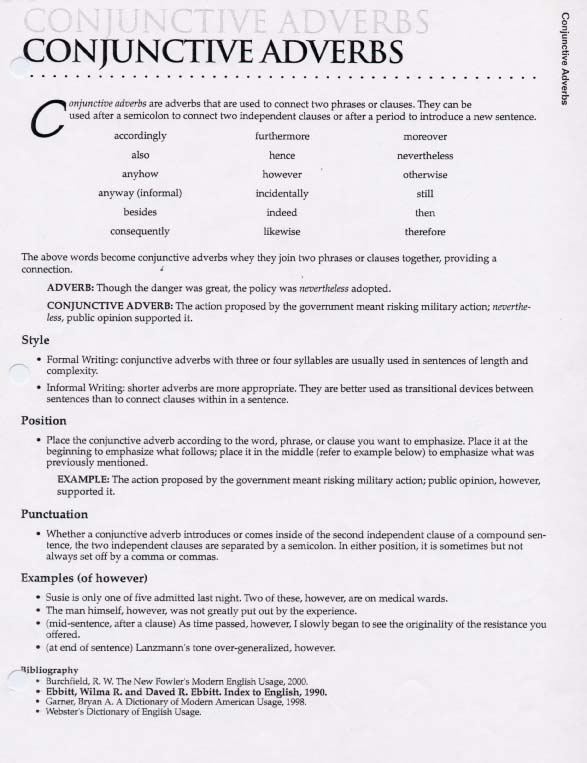 CONJUNCTIVE ADVERBS
CONJUNCTIVE ADVERBS
Conjunctive Adverbs
Conjunctive adverbs are adverbs that are used to connect two phrases or clauses. They can be
used after a semicolon to connect two independent clauses or after a period to introduce a new sentence.
accordingly furthermore moreover
also hence nevertheless
anyhow however otherwise
anyway (informal) incidentally still
besides indeed then
consequently likewise therefore
The above words become conjunctive adverbs whey they join two phrases or clauses together, providing a
connection.
ADVERB: Though the danger was great, the policy was nevertheless adopted.
CONJUNCTIVE ADVERB: The action proposed by the government meant risking military action; neverthe-
less, public opinion supported it.
Style
• Formal Writing: conjunctive adverbs with three or four syllables are usually used in sentences of length and
complexity.
• Informal Writing: shorter adverbs are more appropriate. They are better used as transitional devices between
sentences than to connect clauses within in a sentence.
Position
• Place the conjunctive adverb according to the word, phrase, or clause you want to emphasize. Place it at the
beginning to emphasize what follows; place it in the middle (refer to example below) to emphasize what was
previously mentioned.
EXAMPLE: The action proposed by the government meant risking military action; public opinion, however,
supported it.
Punctuation
• Whether a conjunctive adverb introduces or comes inside of the second independent clause of a compound sen-
tence, the two independent clauses are separated by a semicolon. In either position, it is sometimes but not
always set off by a comma or commas.
Examples (of however)
• Susie is only one of five admitted last night. Two of these, however, are on medical wards.
• The man himself, however, was not greatly put out by the experience.
• (mid-sentence, after a clause) As time passed, however, I slowly began to see the originality of the resistance you
offered.
• (at end of sentence) Lanzmann's tone over-generalized, however.
Bibliography
• Burchfield, R. W. The New Fowler's Modern English Usage, 2000.
• Ebbitt, Wilma R. and Daved R. Ebbitt. Index to English, 1990.
• Garner, Bryan A. A Dictionary of Modern American Usage, 1998.
• Webster's Dictionary of English Usage.